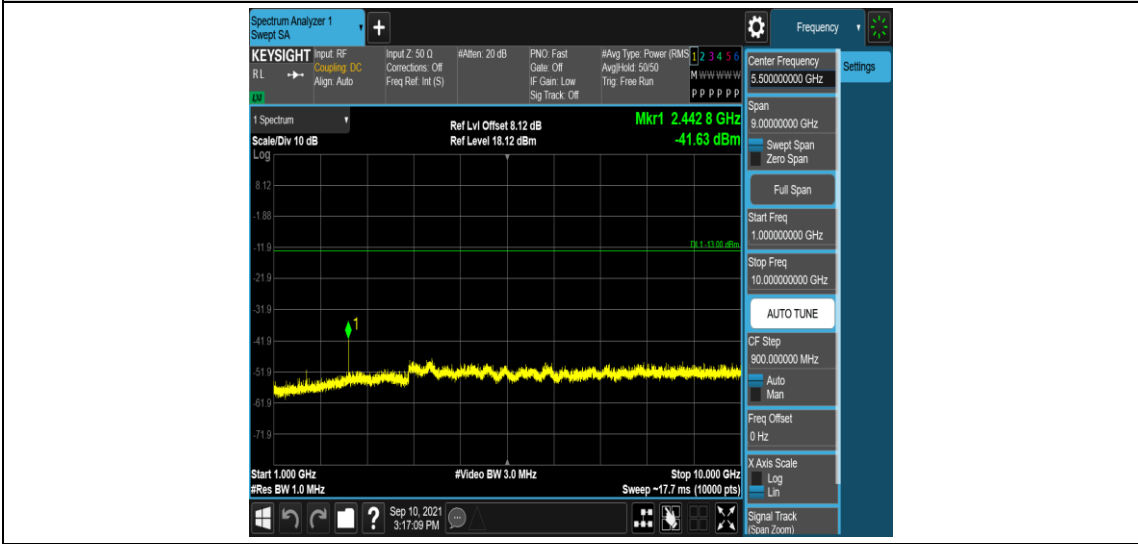 Spectrum Analyzer 1
Swept SA
+
Frequency
KEYSIGHT
RL
Input: RF
Coupling: DC
Align: Auto
Input Z: 50 Ω
Corrections: Off
Freq Ref: Int (S)
#Atten: 20 dB
PNO: Fast
Gate: Off
IF Gain: Low
Sig Track: Off
#Avg Type: Power (RMS
Avg|Hold: 50/50
Trig: Free Run
1 2 3 4 5 6
M W W W W W
P P P P P P
1 Spectrum
Scale/Div 10 dB
Log
Ref Lvl Offset 8.12 dB
Ref Level 18.12 dBm
Mkr1 2.442 8 GHz
-41.63 dBm
8.12
-1.88
-11.9
DL1 -13.00 dBm
-21.9
-31.9
1
-41.9
-51.9
-61.9
-71.9
Start 1.000 GHz
#Res BW 1.0 MHz
#Video BW 3.0 MHz
Stop 10.000 GHz
Sweep ~17.7 ms (10000 pts)
?
Sep 10, 2021
3:17:09 PM
Center Frequency
5.500000000 GHz
Settings
Span
9.00000000 GHz
Swept Span
Zero Span
Full Span
Start Freq
1.000000000 GHz
Stop Freq
10.000000000 GHz
AUTO TUNE
CF Step
900.000000 MHz
Auto
Man
Freq Offset
0 Hz
X Axis Scale
Log
Lin
Signal Track
(Span Zoom)